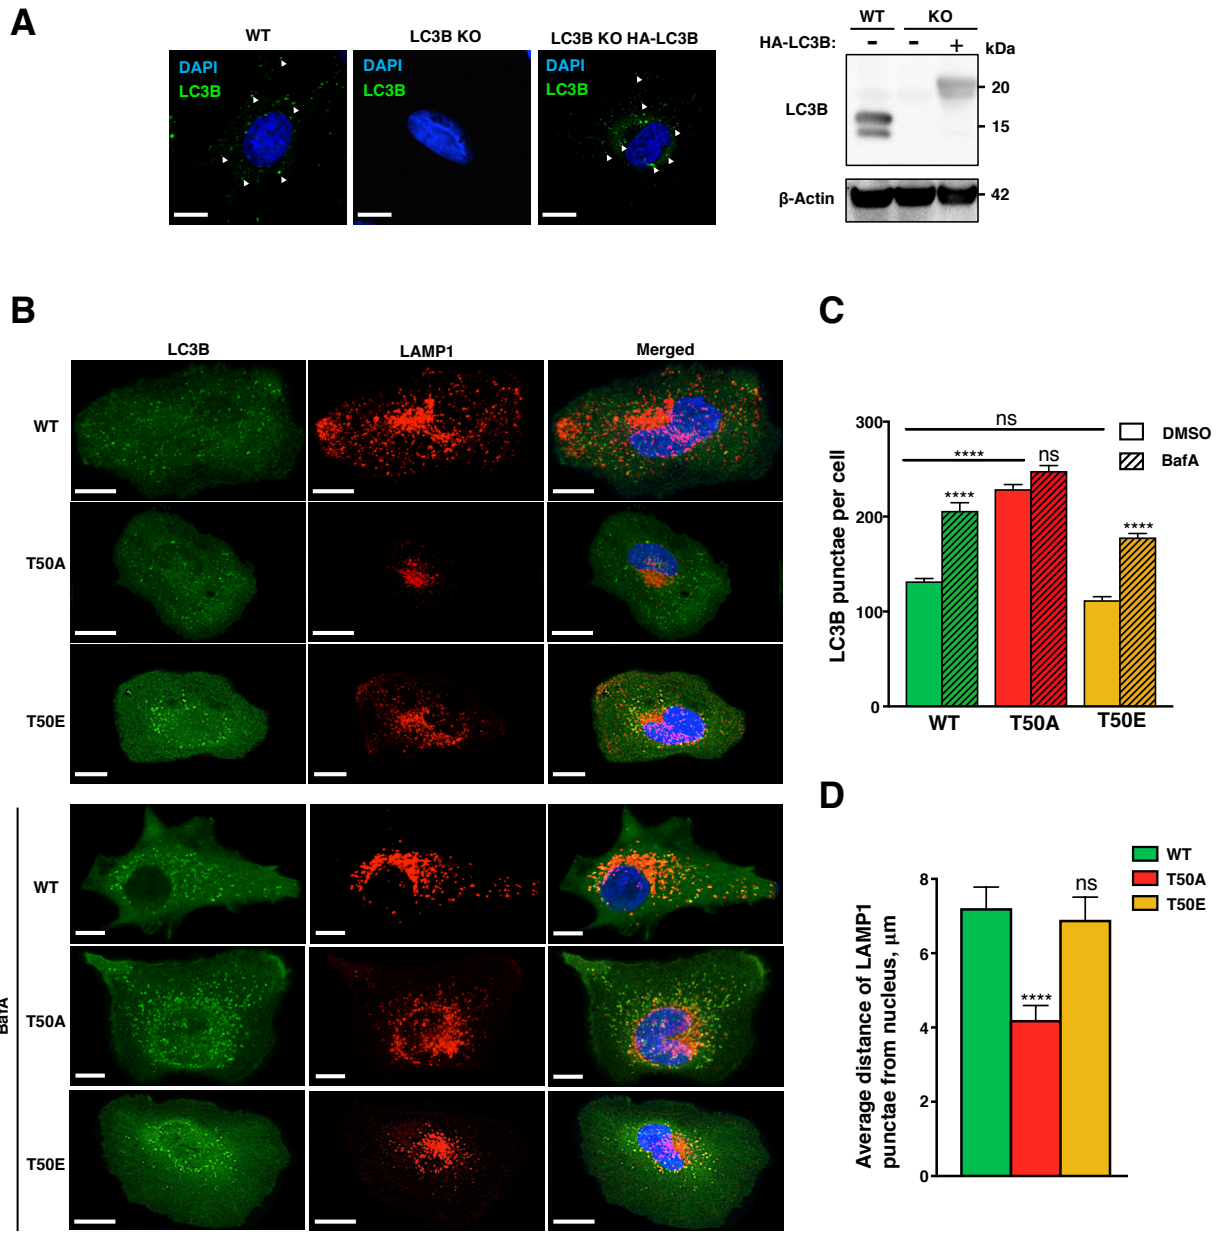 A
WT
LC3B KO
LC3B KO HA-LC3B
DAPI
LC3B
DAPI
LC3B
DAPI
LC3B
WT
KO
HA-LC3B:
-
-
+
kDa
LC3B
20
15
β-Actin
42
B
LC3B
LAMP1
Merged
WT
T50A
T50E
BafA
WT
T50A
T50E
C
LC3B punctae per cell
300
200
100
0
ns
****
****
ns
****
DMSO
BafA
WT
T50A
T50E
D
Average distance of LAMP1
punctae from nucleus, μm
8
6
4
2
0
****
ns
WT
T50A
T50E